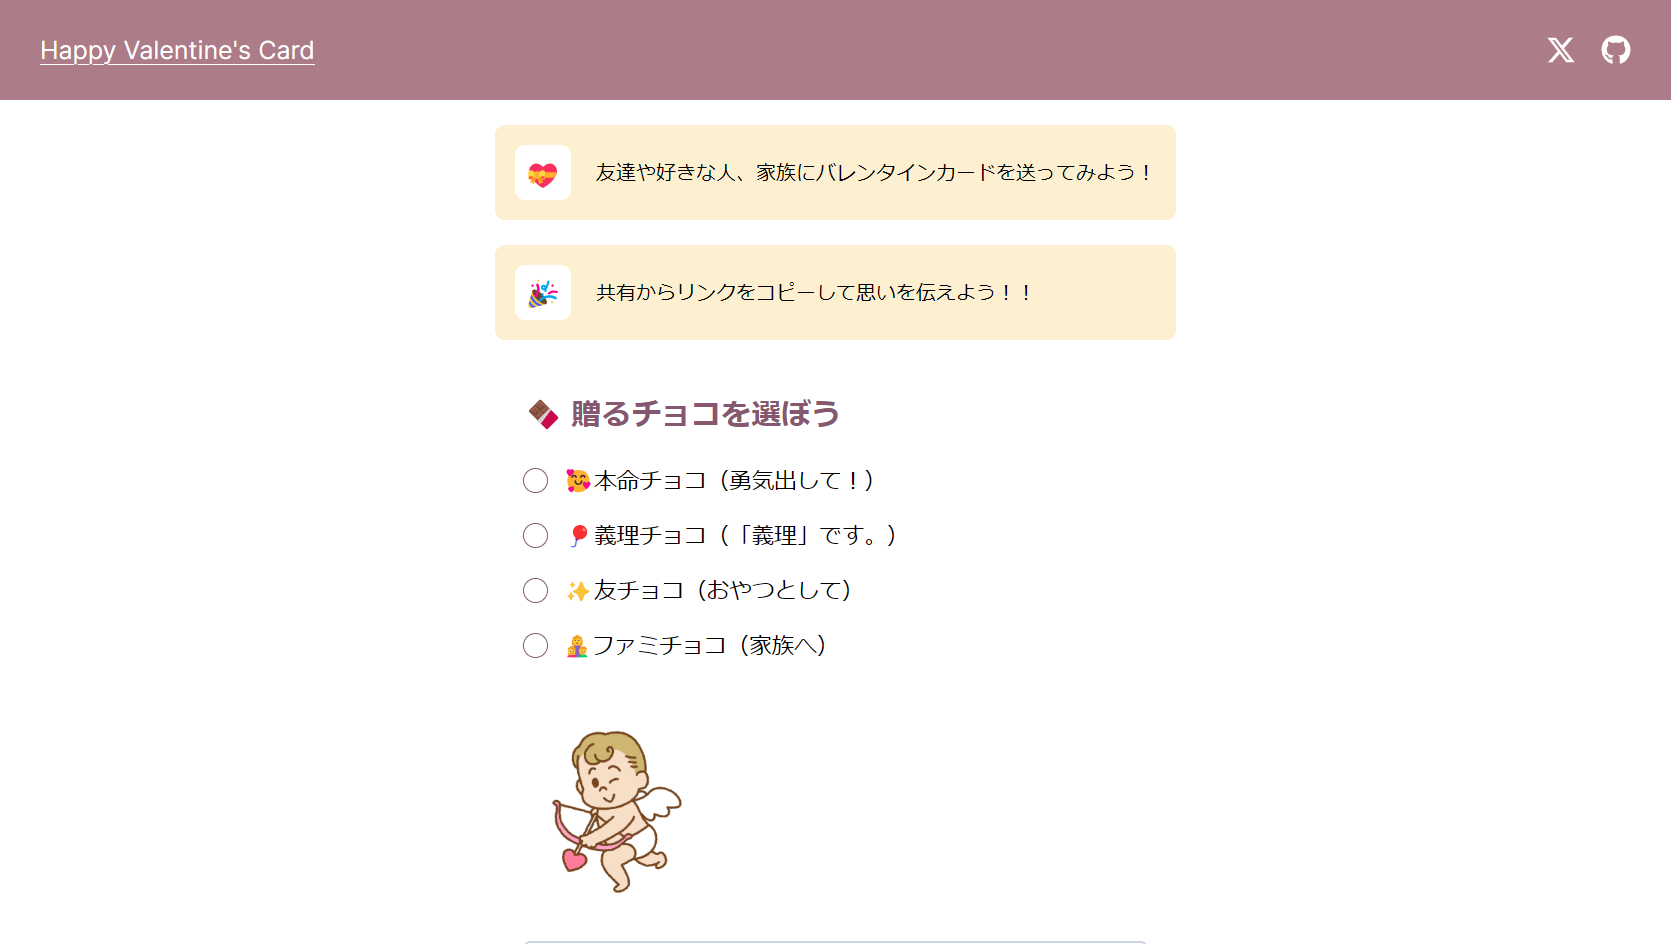 Happy Valentine's Card
友達や好きな人、家族にバレンタインカードを送ってみよう！
共有からリンクをコピーして思いを伝えよう！！
贈るチョコを選ぼう
本命チョコ（勇気出して！）
義理チョコ（「義理」です。）
友チョコ（おやつとして）
ファミチョコ（家族へ）